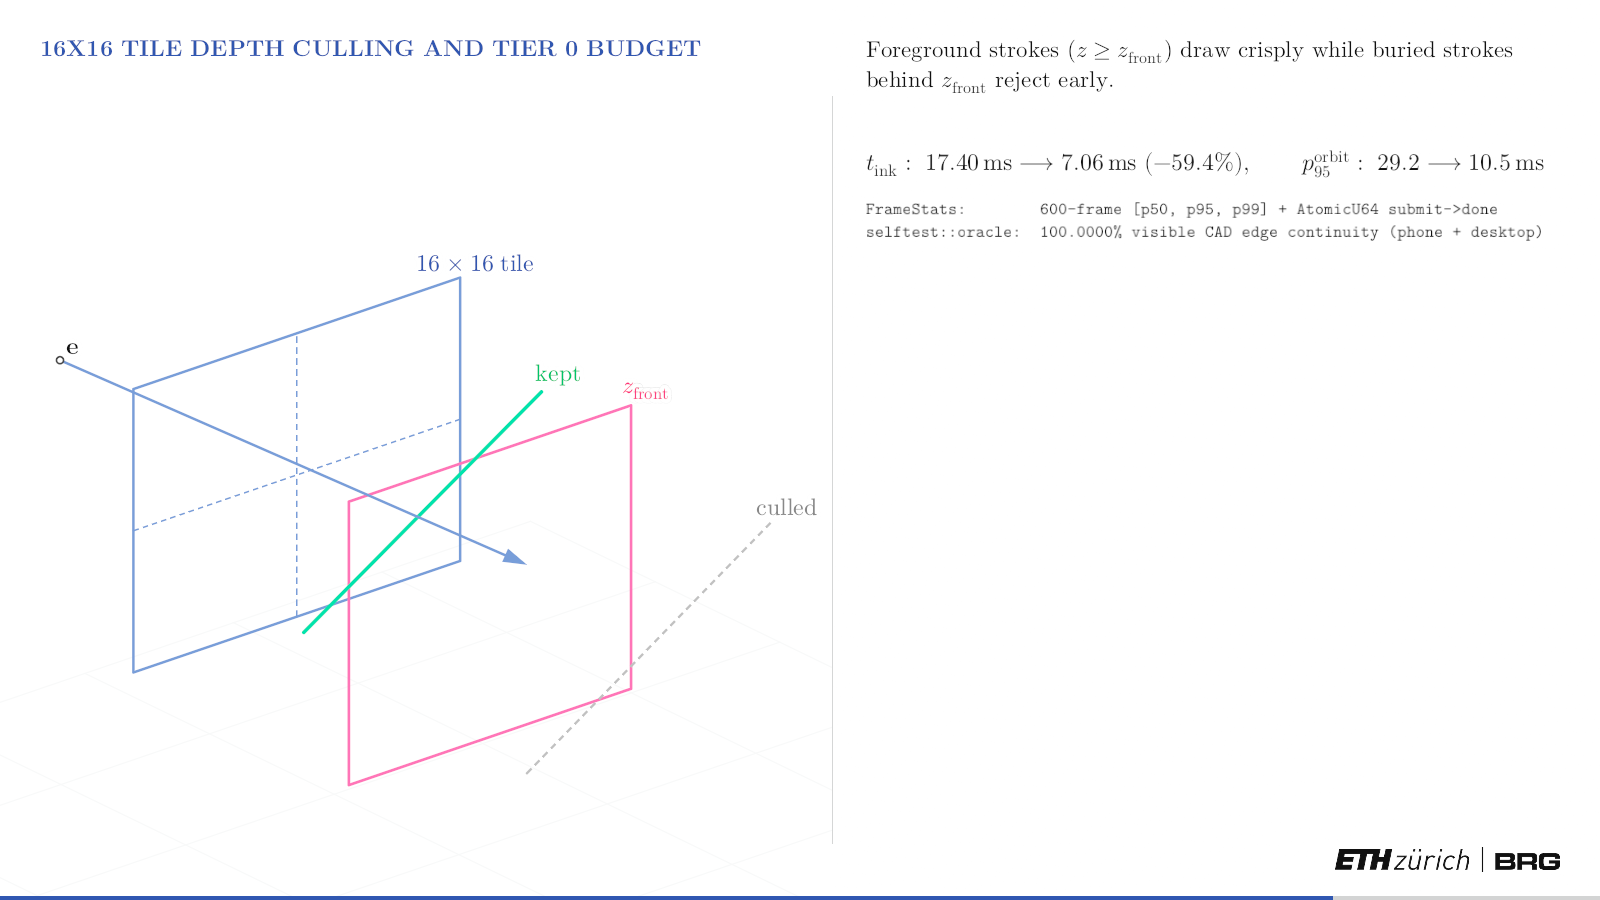 16X16 TILE DEPTH CULLING AND TIER 0 BUDGET
Foreground strokes (z ≥ z_front) draw crisply while buried strokes
behind z_front reject early.
t_ink : 17.40 ms ⟶ 7.06 ms (−59.4%), p_95^orbit : 29.2 ⟶ 10.5 ms
FrameStats: 600-frame [p50, p95, p99] + AtomicU64 submit->done
selftest::oracle: 100.0000% visible CAD edge continuity (phone + desktop)
16 × 16 tile
e
kept
z_front
culled
ETH zürich | BRG